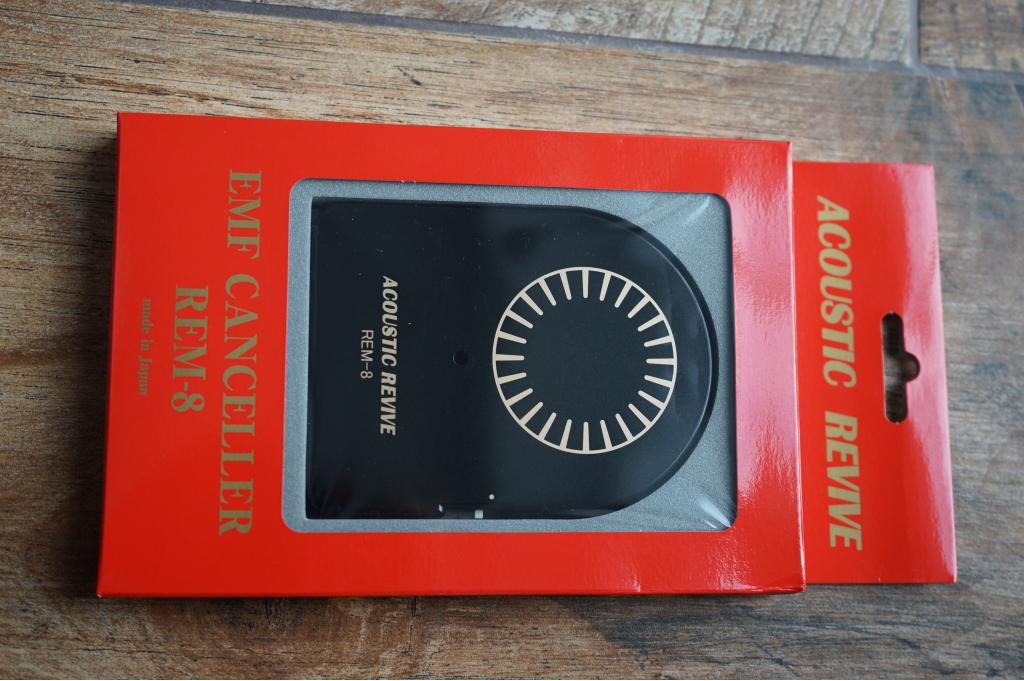 ACOUSTIC REVIVE
ACOUSTIC REVIVE
REM-8
EMF CANCELLER
REM-8
made in Japan